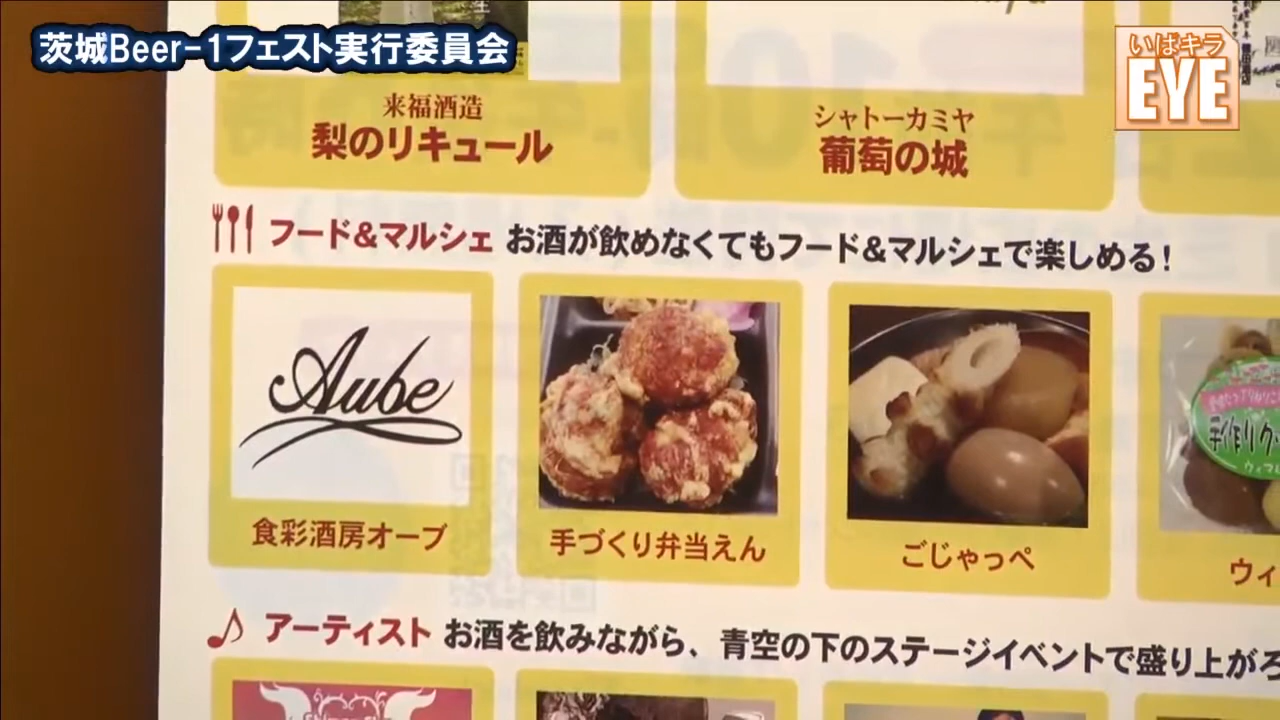 茨城Beer-1フェスト実行委員会
いばキラ
EYE
来福酒造
梨のリキュール
シャトーカミヤ
葡萄の城
フード&マルシェ お酒が飲めなくてもフード&マルシェで楽しめる!
Aube
食彩酒房オーブ
手づくり弁当えん
ごじゃっぺ
手作りク
ウィ
アーティスト お酒を飲みながら、青空の下のステージイベントで盛り上がろ